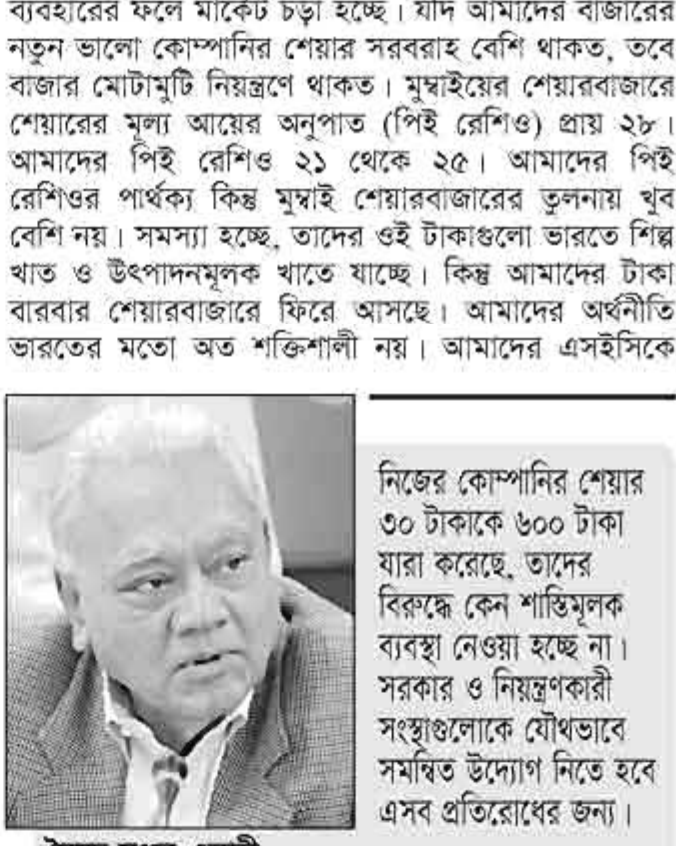 ব্যবহারের ফলে মার্কেট চড়া হচ্ছে। যদি আমাদের বাজারের
নতুন ভালো কোম্পানির শেয়ার সরবরাহ বেশি থাকত, তবে
বাজার মোটামুটি নিয়ন্ত্রণে থাকত। মুম্বাইয়ের শেয়ারবাজারে
শেয়ারের মূল্য আয়ের অনুপাত (পিই রেশিও) প্রায় ২৮।
আমাদের পিই রেশিও ২১ থেকে ২৫। আমাদের পিই
রেশিওর পার্থক্য কিন্তু মুম্বাই শেয়ারবাজারের তুলনায় খুব
বেশি নয়। সমস্যা হচ্ছে, তাদের ওই টাকাগুলো ভারতে শিল্প
খাত ও উৎপাদনমূলক খাতে যাচ্ছে। কিন্তু আমাদের টাকা
বারবার শেয়ারবাজারে ফিরে আসছে। আমাদের অর্থনীতি
ভারতের মতো অত শক্তিশালী নয়। আমাদের এসইসিকে
নিজের কোম্পানির শেয়ার
৩০ টাকাকে ৬০০ টাকা
যারা করেছে, তাদের
বিরুদ্ধে কেন শাস্তিমূলক
ব্যবস্থা নেওয়া হচ্ছে না।
সরকার ও নিয়ন্ত্রণকারী
সংস্থাগুলোকে যৌথভাবে
সমন্বিত উদ্যোগ নিতে হবে
এসব প্রতিরোধের জন্য।